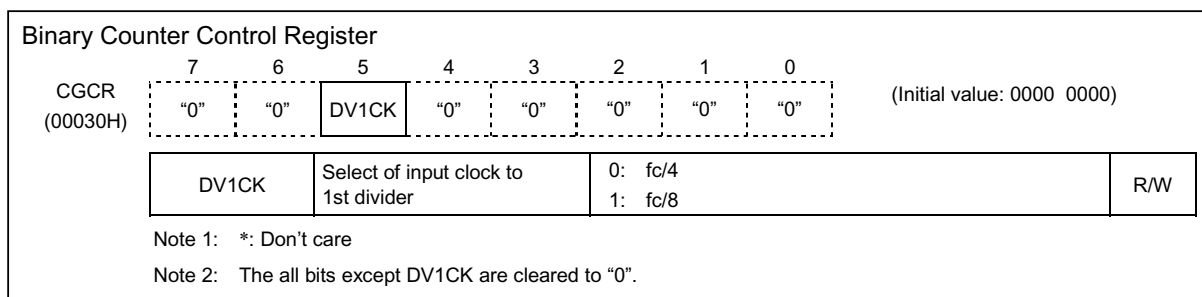 Binary Counter Control Register
7 6 5 4 3 2 1 0
CGCR
(00030H)
“0” “0” DV1CK “0” “0” “0” “0” “0”
(Initial value: 0000 0000)
DV1CK
Select of input clock to
1st divider
0: fc/4
1: fc/8
R/W
Note 1: *: Don’t care
Note 2: The all bits except DV1CK are cleared to “0”.